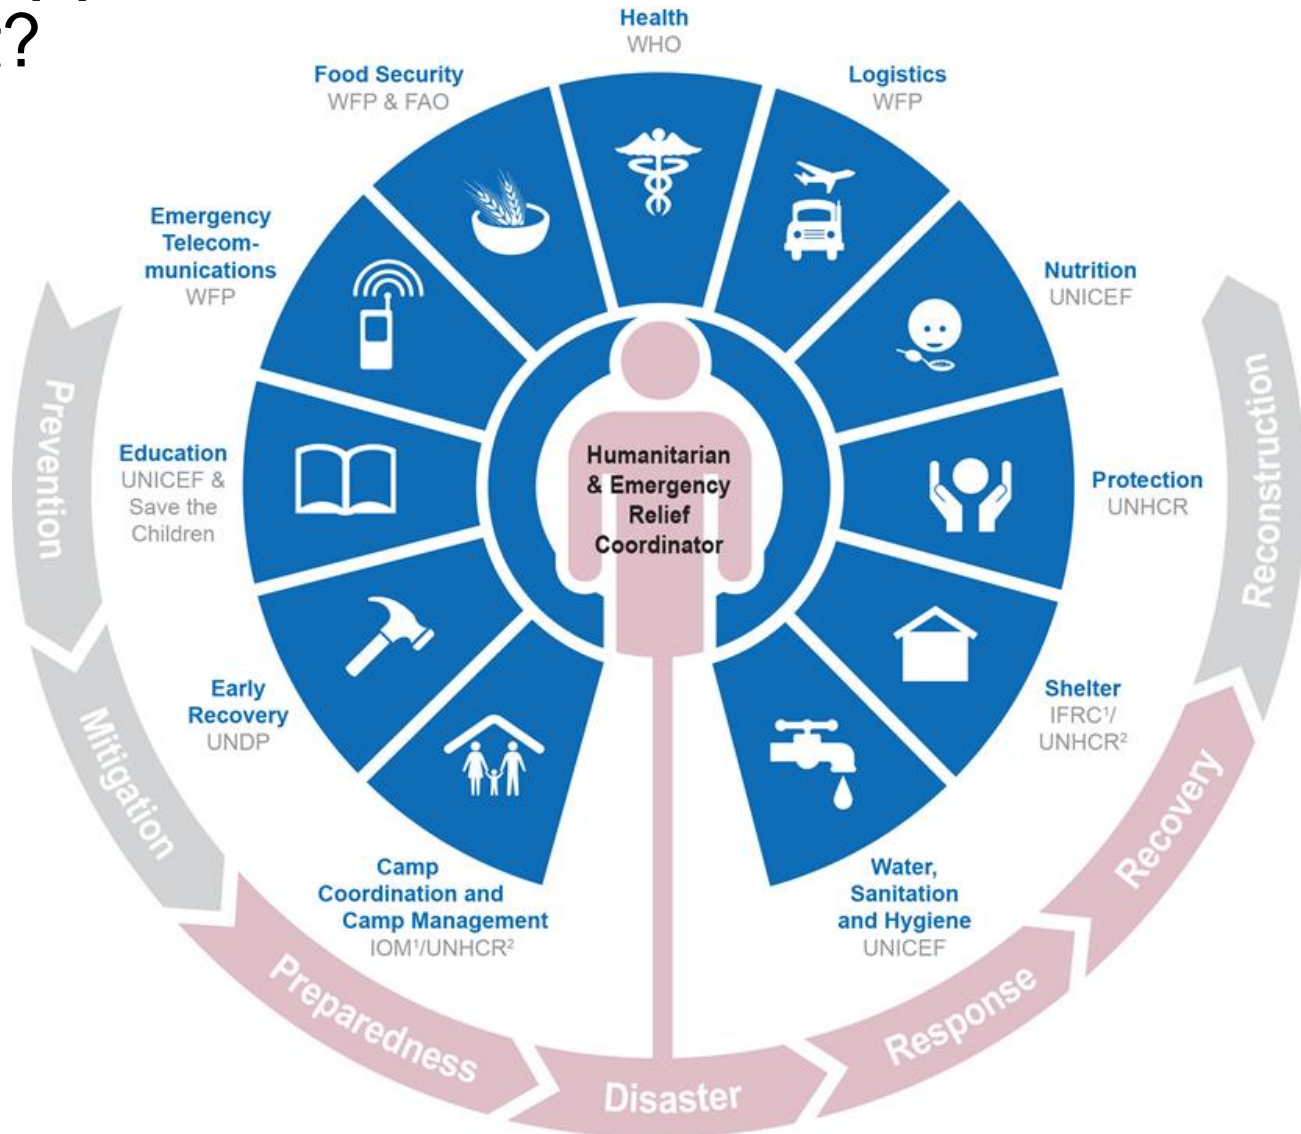 ?
Health
WHO
Food Security
WFP & FAO
Logistics
WFP
Emergency
Telecom-
munications
WFP
Nutrition
UNICEF
Education
UNICEF &
Save the
Children
Protection
UNHCR
Humanitarian
& Emergency
Relief
Coordinator
Early
Recovery
UNDP
Shelter
IFRC¹/
UNHCR²
Camp
Coordination and
Camp Management
IOM¹/UNHCR²
Water,
Sanitation
and Hygiene
UNICEF
Prevention
Mitigation
Preparedness
Disaster
Response
Recovery
Reconstruction